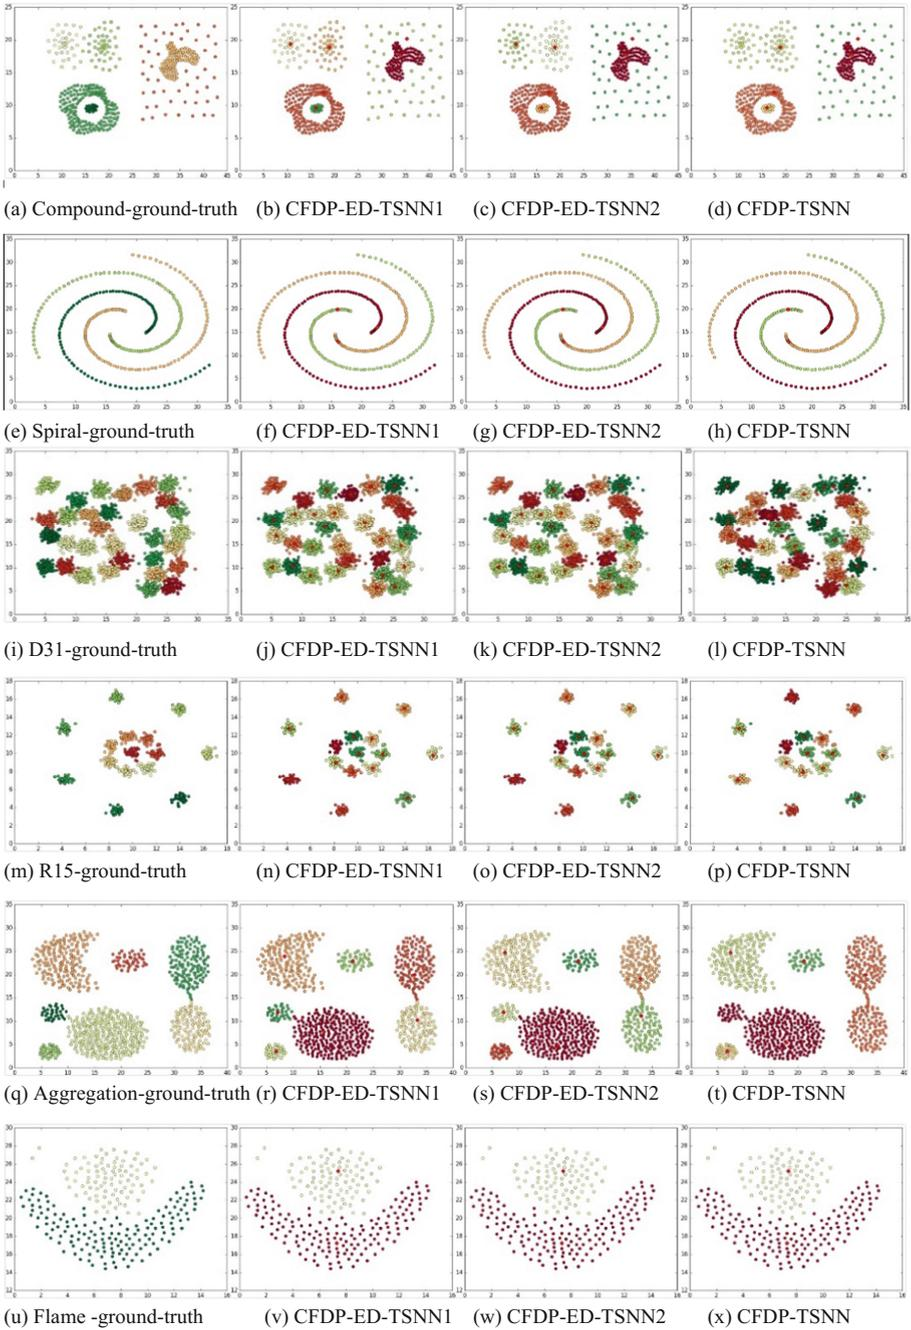 (a) Compound-ground-truth (b) CFDP-ED-TSNN1 (c) CFDP-ED-TSNN2 (d) CFDP-TSNN
(e) Spiral-ground-truth (f) CFDP-ED-TSNN1 (g) CFDP-ED-TSNN2 (h) CFDP-TSNN
(i) D31-ground-truth (j) CFDP-ED-TSNN1 (k) CFDP-ED-TSNN2 (l) CFDP-TSNN
(m) R15-ground-truth (n) CFDP-ED-TSNN1 (o) CFDP-ED-TSNN2 (p) CFDP-TSNN
(q) Aggregation-ground-truth (r) CFDP-ED-TSNN1 (s) CFDP-ED-TSNN2 (t) CFDP-TSNN
(u) Flame -ground-truth (v) CFDP-ED-TSNN1 (w) CFDP-ED-TSNN2 (x) CFDP-TSNN